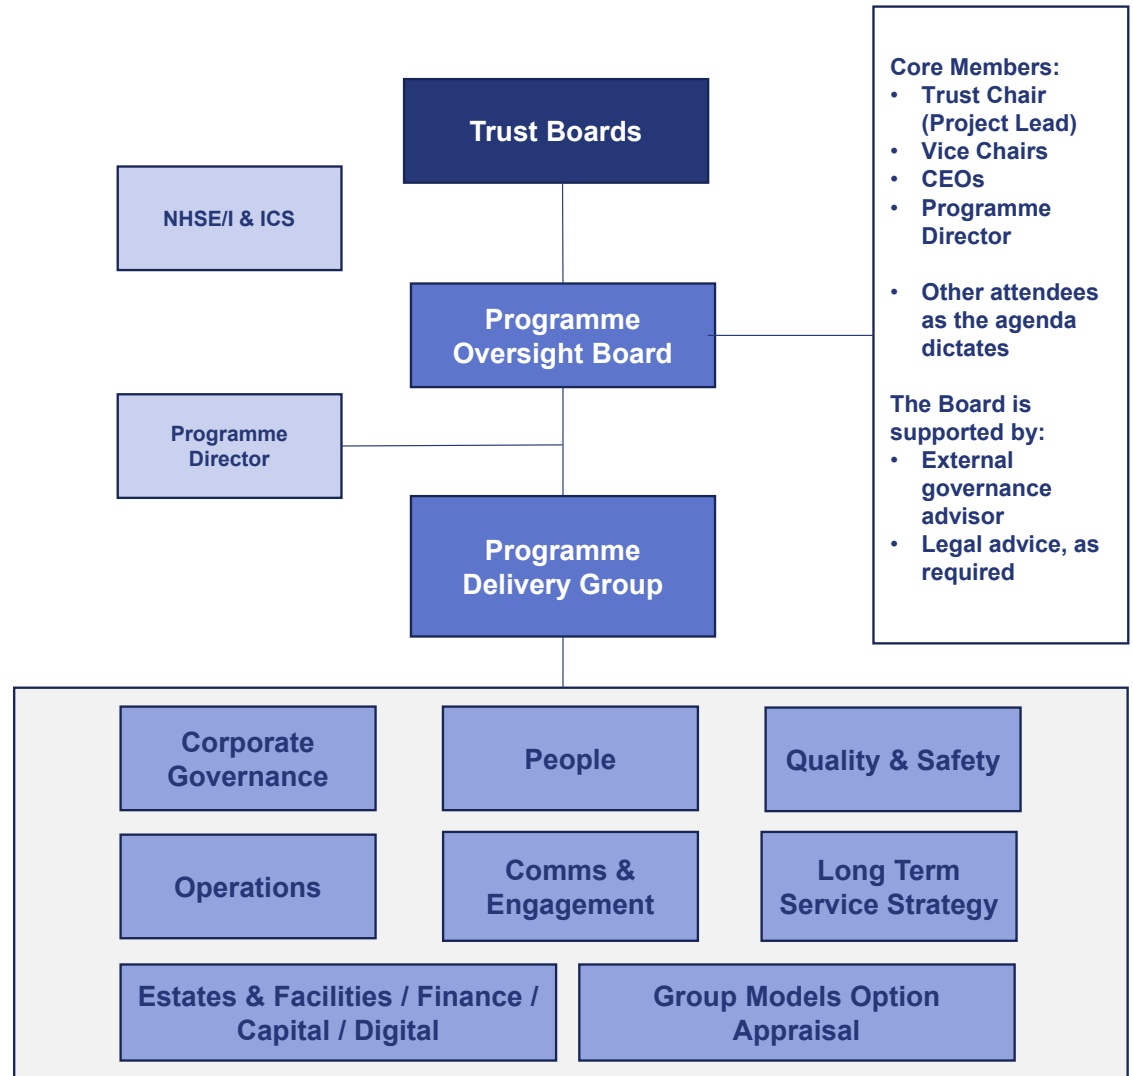 Trust Boards
NHSE/I & ICS
Programme
Oversight Board
Programme
Director
Programme
Delivery Group
Core Members:
• Trust Chair
(Project Lead)
• Vice Chairs
• CEOs
• Programme
Director
• Other attendees
as the agenda
dictates
The Board is
supported by:
• External
governance
advisor
• Legal advice, as
required
Corporate
Governance
People
Quality & Safety
Operations
Comms &
Engagement
Long Term
Service Strategy
Estates & Facilities / Finance /
Capital / Digital
Group Models Option
Appraisal